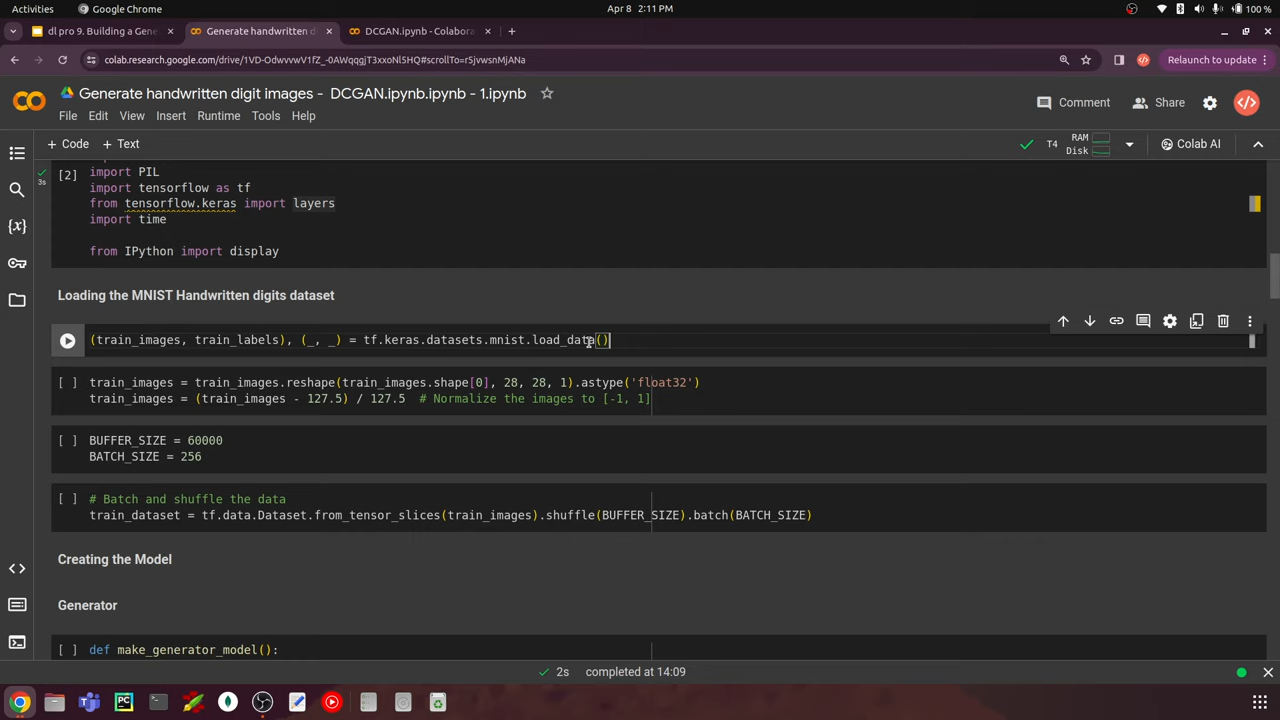 Activities
Google Chrome
Apr 8 2:11 PM
100 %
dl pro 9. Building a Gene
Generate handwritten d
DCGAN.ipynb - Colabora
colab.research.google.com/drive/1VD-OdwvvwV1fZ_-0AWqqgjT3xxoNl5HQ#scrollTo=r5jvwsnMjANa
Relaunch to update
Generate handwritten digit images - DCGAN.ipynb.ipynb - 1.ipynb
Comment
Share
File Edit View Insert Runtime Tools Help
+ Code + Text
T4
RAM
Disk
Colab AI
[2]
3s
import PIL
import tensorflow as tf
from tensorflow.keras import layers
import time
from IPython import display
Loading the MNIST Handwritten digits dataset
(train_images, train_labels), (_, _) = tf.keras.datasets.mnist.load_data()
[ ] train_images = train_images.reshape(train_images.shape[0], 28, 28, 1).astype('float32')
train_images = (train_images - 127.5) / 127.5 # Normalize the images to [-1, 1]
[ ] BUFFER_SIZE = 60000
BATCH_SIZE = 256
[ ] # Batch and shuffle the data
train_dataset = tf.data.Dataset.from_tensor_slices(train_images).shuffle(BUFFER_SIZE).batch(BATCH_SIZE)
Creating the Model
Generator
[ ] def make_generator_model():
2s completed at 14:09